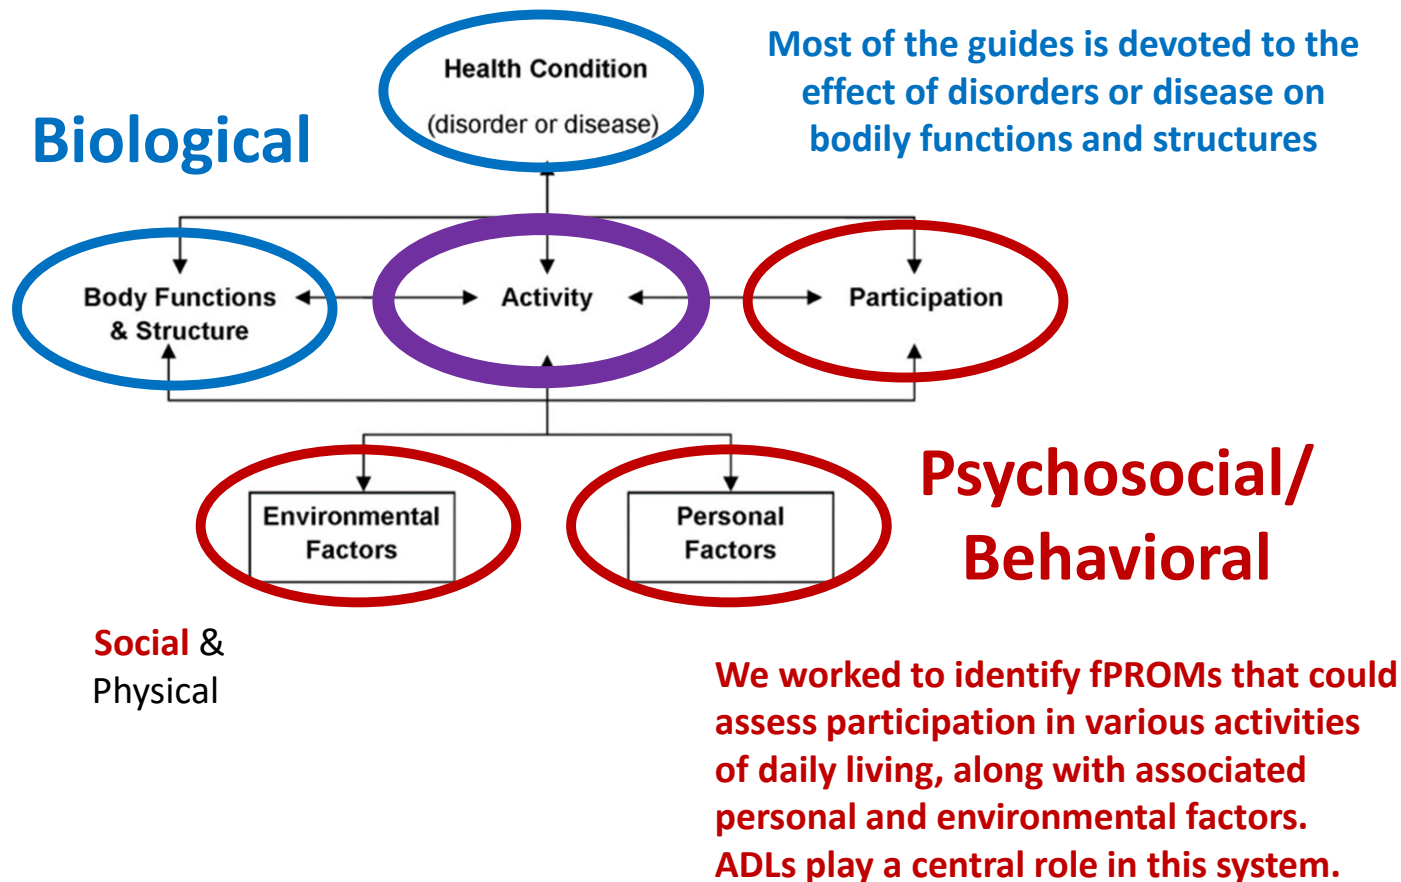 Most of the guides is devoted to the
effect of disorders or disease on
bodily functions and structures
Health Condition
(disorder or disease)
Biological
Body Functions
& Structure
Activity
Participation
Environmental
Factors
Personal
Factors
Psychosocial/
Behavioral
Social &
Physical
We worked to identify fPROMs that could
assess participation in various activities
of daily living, along with associated
personal and environmental factors.
ADLs play a central role in this system.